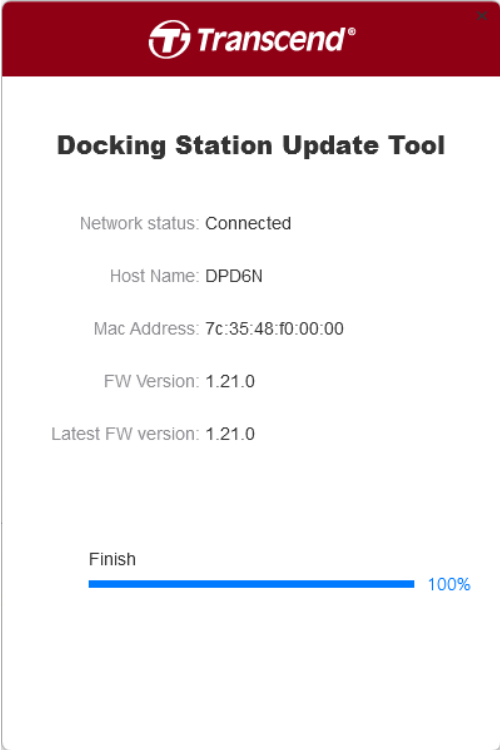 Transcend®
Docking Station Update Tool
Network status: Connected
Host Name: DPD6N
Mac Address: 7c:35:48:f0:00:00
FW Version: 1.21.0
Latest FW version: 1.21.0
Finish
100%